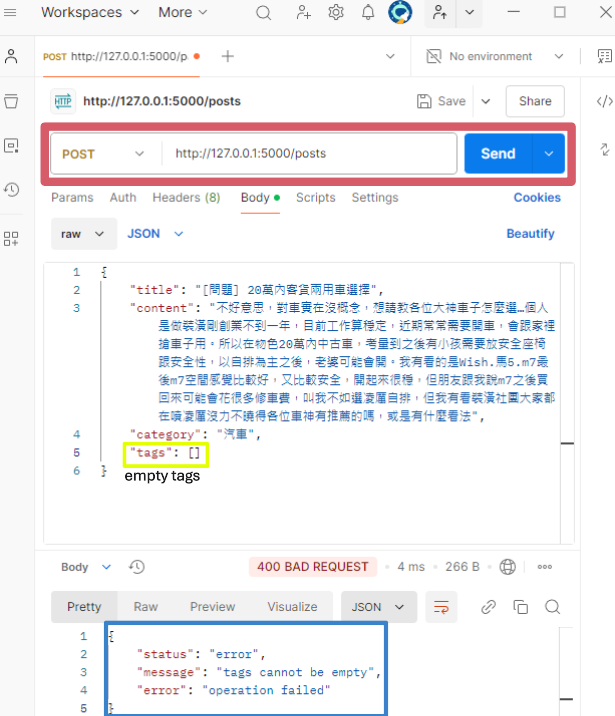 Workspaces More
POST http://127.0.0.1:5000/p No environment
HTTP http://127.0.0.1:5000/posts Save Share
POST http://127.0.0.1:5000/posts Send
Params Auth Headers (8) Body Scripts Settings Cookies
raw JSON Beautify
1 {
2 "title": "[問題] 20萬內客貨兩用車選擇",
3 "content": "不好意思，對車實在沒概念，想請教各位大神車子怎麼選…個人
是做裝潢剛創業不到一年，目前工作算穩定，近期常常需要開車，會跟家裡
搶車子用。所以在物色20萬內中古車，考量到之後有小孩需要放安全座椅
跟安全性，以自排為主之後，老婆可能會開。我有看的是Wish.馬5.m7最
後m7空間感覺比較好，又比較安全，開起來很穩，但朋友跟我說m7之後買
回來可能會花很多修車費，叫我不如選凌厲自排，但我有看裝潢社團大家都
在噴凌厲沒力不曉得各位車神有推薦的嗎，或是有什麼看法",
4 "category": "汽車",
5 "tags": []
6 }
empty tags
Body 400 BAD REQUEST 4 ms 266 B
Pretty Raw Preview Visualize JSON
1 {
2 "status": "error",
3 "message": "tags cannot be empty",
4 "error": "operation failed"
5 }